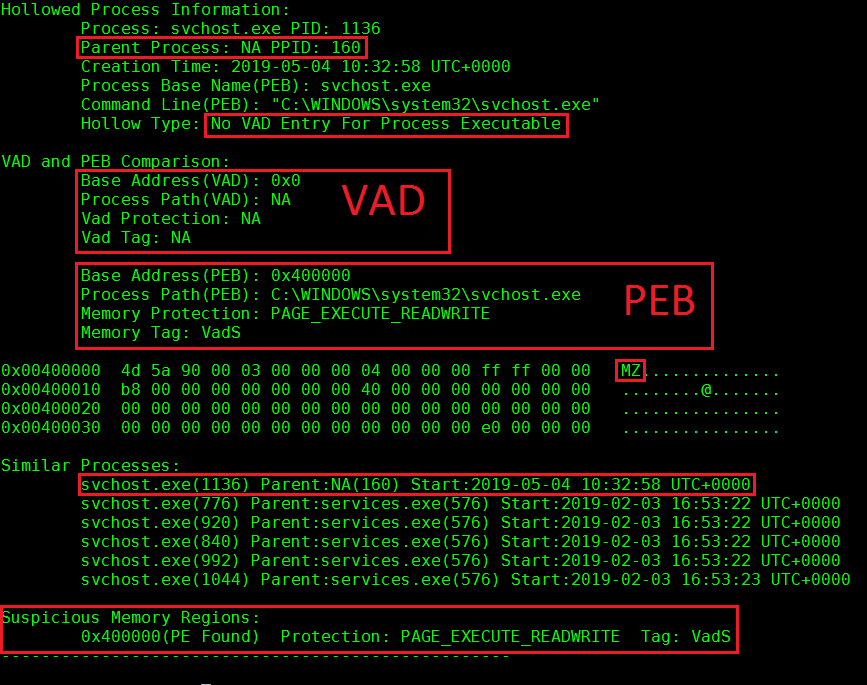 Hollowed Process Information:
Process: svchost.exe PID: 1136
Parent Process: NA PPID: 160
Creation Time: 2019-05-04 10:32:58 UTC+0000
Process Base Name(PEB): svchost.exe
Command Line(PEB): "C:\WINDOWS\system32\svchost.exe"
Hollow Type: No VAD Entry For Process Executable
VAD and PEB Comparison:
Base Address(VAD): 0x0
Process Path(VAD): NA
Vad Protection: NA
Vad Tag: NA
VAD
Base Address(PEB): 0x400000
Process Path(PEB): C:\WINDOWS\system32\svchost.exe
Memory Protection: PAGE_EXECUTE_READWRITE
Memory Tag: VadS
PEB
0x00400000  4d 5a 90 00 03 00 00 00 04 00 00 00 ff ff 00 00   MZ..............
0x00400010  b8 00 00 00 00 00 00 00 40 00 00 00 00 00 00 00   ........@.......
0x00400020  00 00 00 00 00 00 00 00 00 00 00 00 00 00 00 00   ................
0x00400030  00 00 00 00 00 00 00 00 00 00 00 00 e0 00 00 00   ................
Similar Processes:
svchost.exe(1136) Parent:NA(160) Start:2019-05-04 10:32:58 UTC+0000
svchost.exe(776) Parent:services.exe(576) Start:2019-02-03 16:53:22 UTC+0000
svchost.exe(920) Parent:services.exe(576) Start:2019-02-03 16:53:22 UTC+0000
svchost.exe(840) Parent:services.exe(576) Start:2019-02-03 16:53:22 UTC+0000
svchost.exe(992) Parent:services.exe(576) Start:2019-02-03 16:53:22 UTC+0000
svchost.exe(1044) Parent:services.exe(576) Start:2019-02-03 16:53:23 UTC+0000
Suspicious Memory Regions:
0x400000(PE Found)  Protection: PAGE_EXECUTE_READWRITE  Tag: VadS
---------------------------------------------------